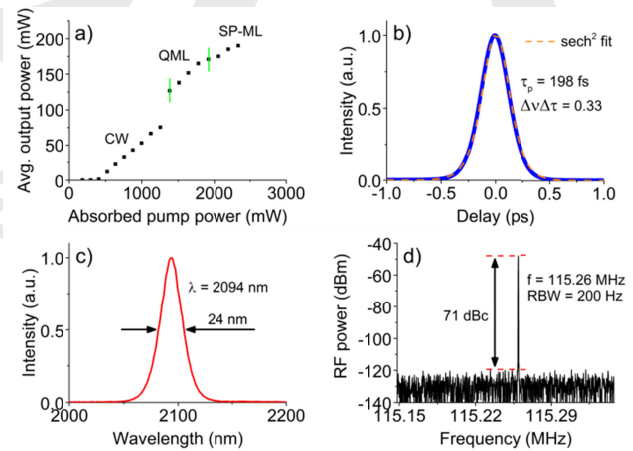 a)
SP-ML
QML
CW
200
150
100
50
0
0
1000
2000
3000
Avg. output power (mW)
Absorbed pump power (mW)
b)
sech² fit
τp = 198 fs
ΔνΔτ = 0.33
1.0
0.5
0.0
-1.0
-0.5
0.0
0.5
1.0
Intensity (a.u.)
Delay (ps)
c)
λ = 2094 nm
24 nm
1.0
0.5
0.0
2000
2100
2200
Intensity (a.u.)
Wavelength (nm)
d)
f = 115.26 MHz
RBW = 200 Hz
71 dBc
-40
-60
-80
-100
-120
-140
115.15
115.22
115.29
RF power (dBm)
Frequency (MHz)